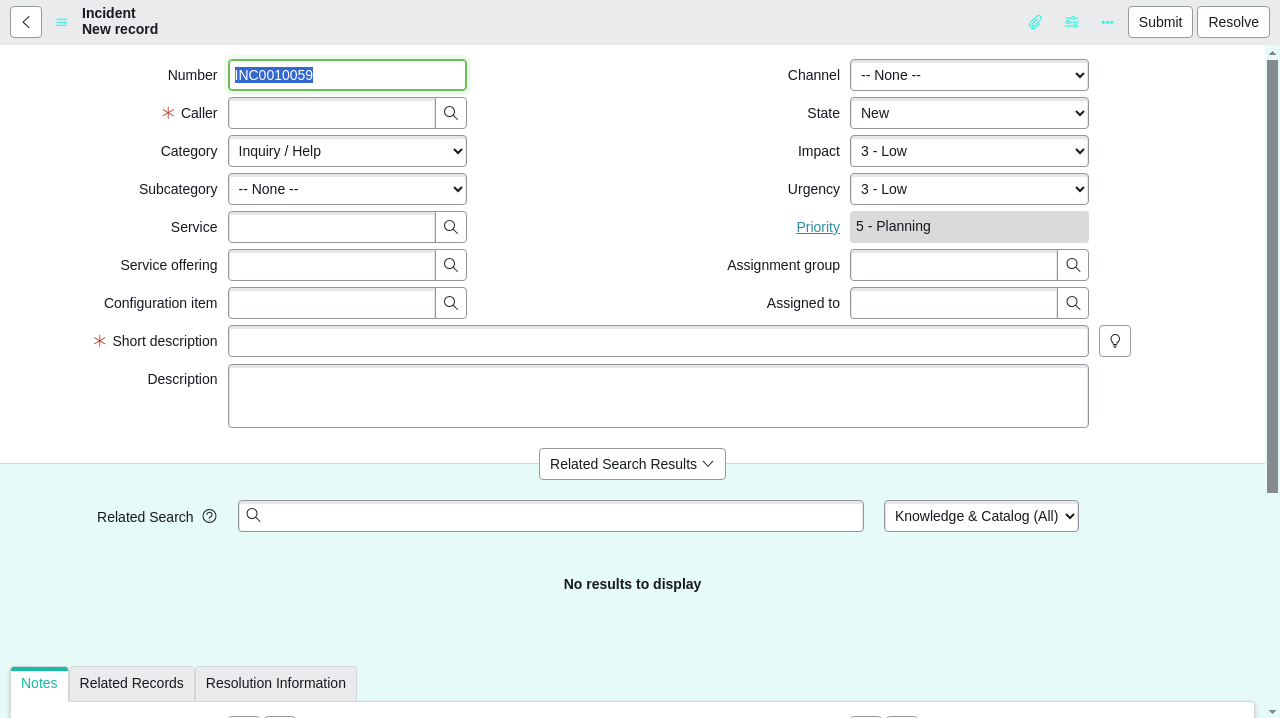 Incident
New record
Submit
Resolve
Number
INC0010059
Channel
-- None --
Caller
State
New
Category
Inquiry / Help
Impact
3 - Low
Subcategory
-- None --
Urgency
3 - Low
Service
Priority
5 - Planning
Service offering
Assignment group
Configuration item
Assigned to
Short description
Description
Related Search Results
Related Search
Knowledge & Catalog (All)
No results to display
Notes
Related Records
Resolution Information